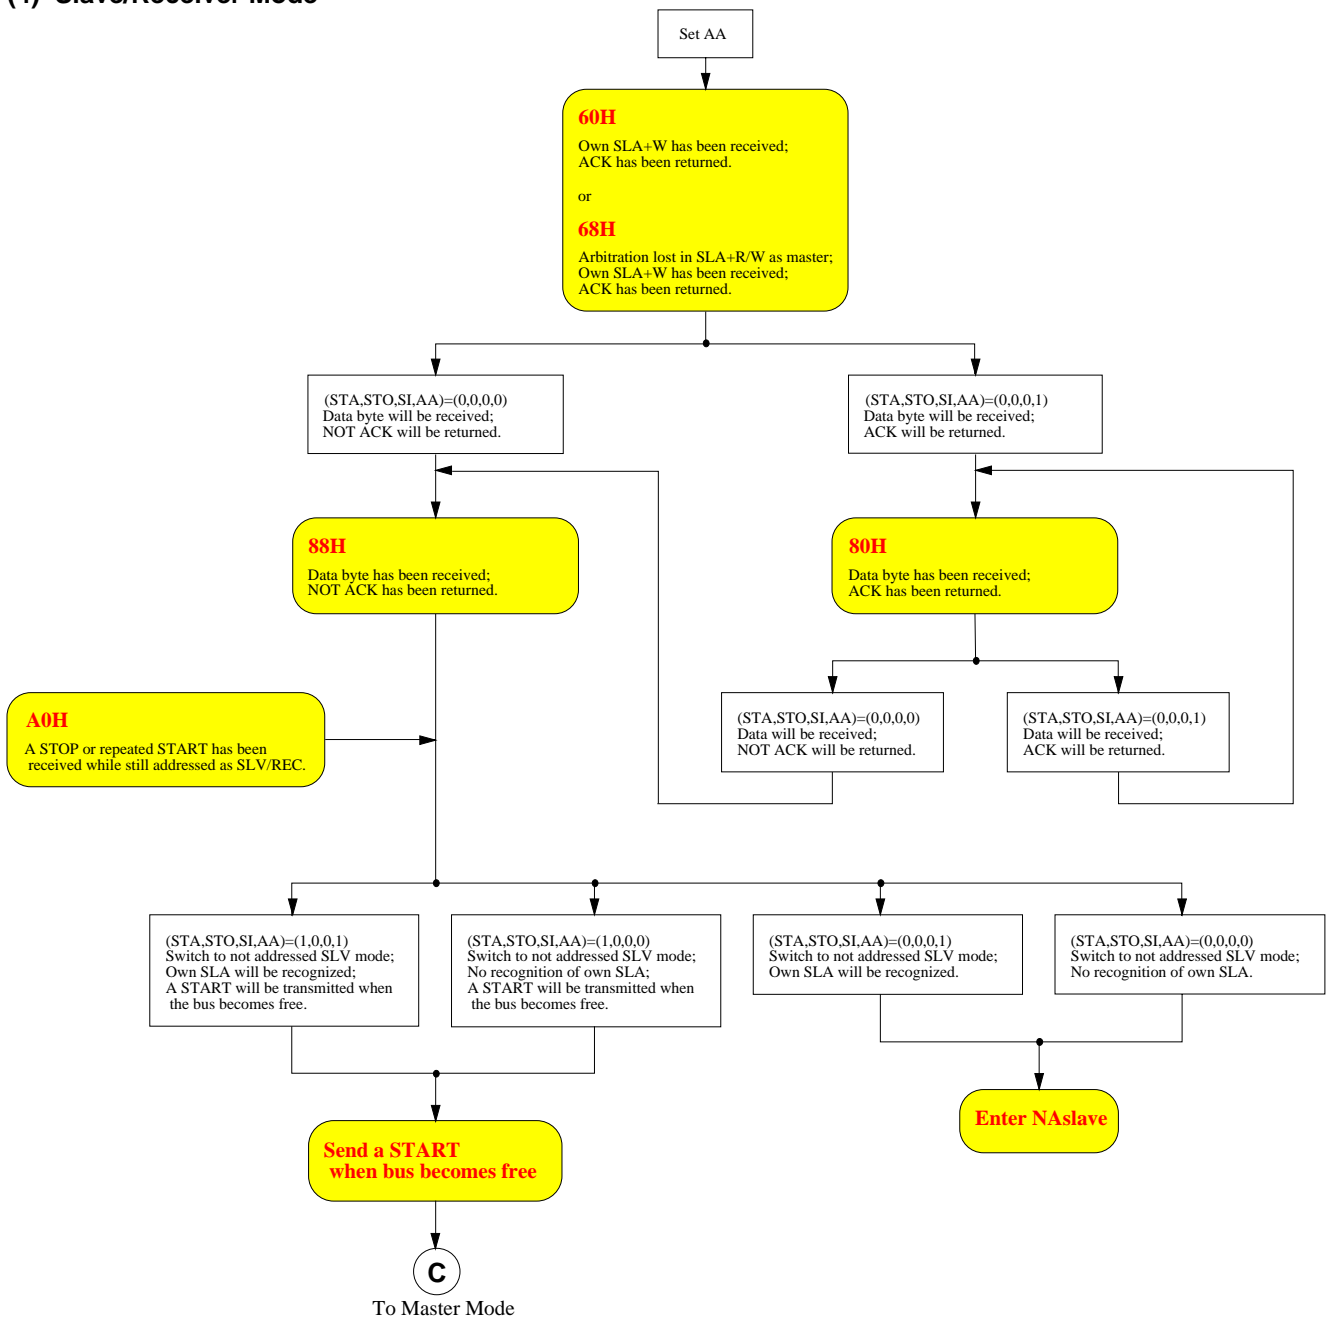 (4) Slave/Receiver Mode
Set AA
60H
Own SLA+W has been received;
ACK has been returned.
or
68H
Arbitration lost in SLA+R/W as master;
Own SLA+W has been received;
ACK has been returned.
(STA,STO,SI,AA)=(0,0,0,0)
Data byte will be received;
NOT ACK will be returned.
(STA,STO,SI,AA)=(0,0,0,1)
Data byte will be received;
ACK will be returned.
88H
Data byte has been received;
NOT ACK has been returned.
80H
Data byte has been received;
ACK has been returned.
(STA,STO,SI,AA)=(0,0,0,0)
Data will be received;
NOT ACK will be returned.
(STA,STO,SI,AA)=(0,0,0,1)
Data will be received;
ACK will be returned.
A0H
A STOP or repeated START has been
received while still addressed as SLV/REC.
(STA,STO,SI,AA)=(1,0,0,1)
Switch to not addressed SLV mode;
Own SLA will be recognized;
A START will be transmitted when
the bus becomes free.
(STA,STO,SI,AA)=(1,0,0,0)
Switch to not addressed SLV mode;
No recognition of own SLA;
A START will be transmitted when
the bus becomes free.
(STA,STO,SI,AA)=(0,0,0,1)
Switch to not addressed SLV mode;
Own SLA will be recognized.
(STA,STO,SI,AA)=(0,0,0,0)
Switch to not addressed SLV mode;
No recognition of own SLA.
Enter NAslave
Send a START
when bus becomes free
C
To Master Mode